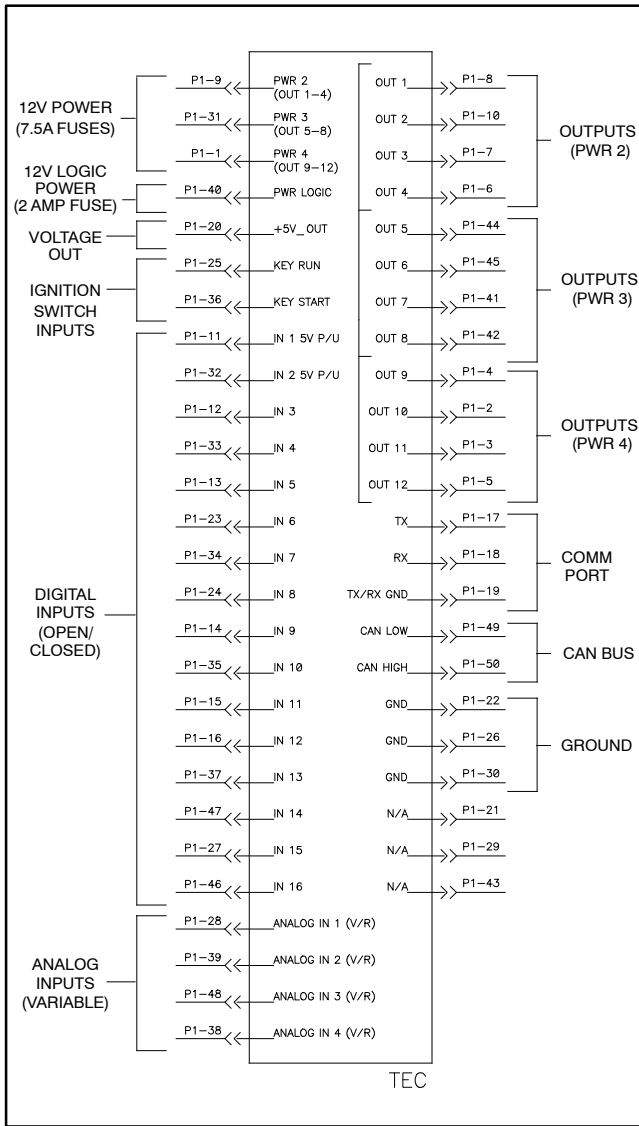 12V POWER
(7.5A FUSES)
12V LOGIC
POWER
(2 AMP FUSE)
VOLTAGE
OUT
IGNITION
SWITCH
INPUTS
DIGITAL
INPUTS
(OPEN/
CLOSED)
ANALOG
INPUTS
(VARIABLE)
P1-9 PWR 2
(OUT 1-4)
P1-31 PWR 3
(OUT 5-8)
P1-1 PWR 4
(OUT 9-12)
P1-40 PWR LOGIC
P1-20 +5V_OUT
P1-25 KEY RUN
P1-36 KEY START
P1-11 IN 1 5V P/U
P1-32 IN 2 5V P/U
P1-12 IN 3
P1-33 IN 4
P1-13 IN 5
P1-23 IN 6
P1-34 IN 7
P1-24 IN 8
P1-14 IN 9
P1-35 IN 10
P1-15 IN 11
P1-16 IN 12
P1-37 IN 13
P1-47 IN 14
P1-27 IN 15
P1-46 IN 16
P1-28 ANALOG IN 1 (V/R)
P1-39 ANALOG IN 2 (V/R)
P1-48 ANALOG IN 3 (V/R)
P1-38 ANALOG IN 4 (V/R)
OUT 1 P1-8
OUT 2 P1-10
OUT 3 P1-7
OUT 4 P1-6
OUT 5 P1-44
OUT 6 P1-45
OUT 7 P1-41
OUT 8 P1-42
OUT 9 P1-4
OUT 10 P1-2
OUT 11 P1-3
OUT 12 P1-5
TX P1-17
RX P1-18
TX/RX GND P1-19
CAN LOW P1-49
CAN HIGH P1-50
GND P1-22
GND P1-26
GND P1-30
N/A P1-21
N/A P1-29
N/A P1-43
OUTPUTS
(PWR 2)
OUTPUTS
(PWR 3)
OUTPUTS
(PWR 4)
COMM
PORT
CAN BUS
GROUND
TEC